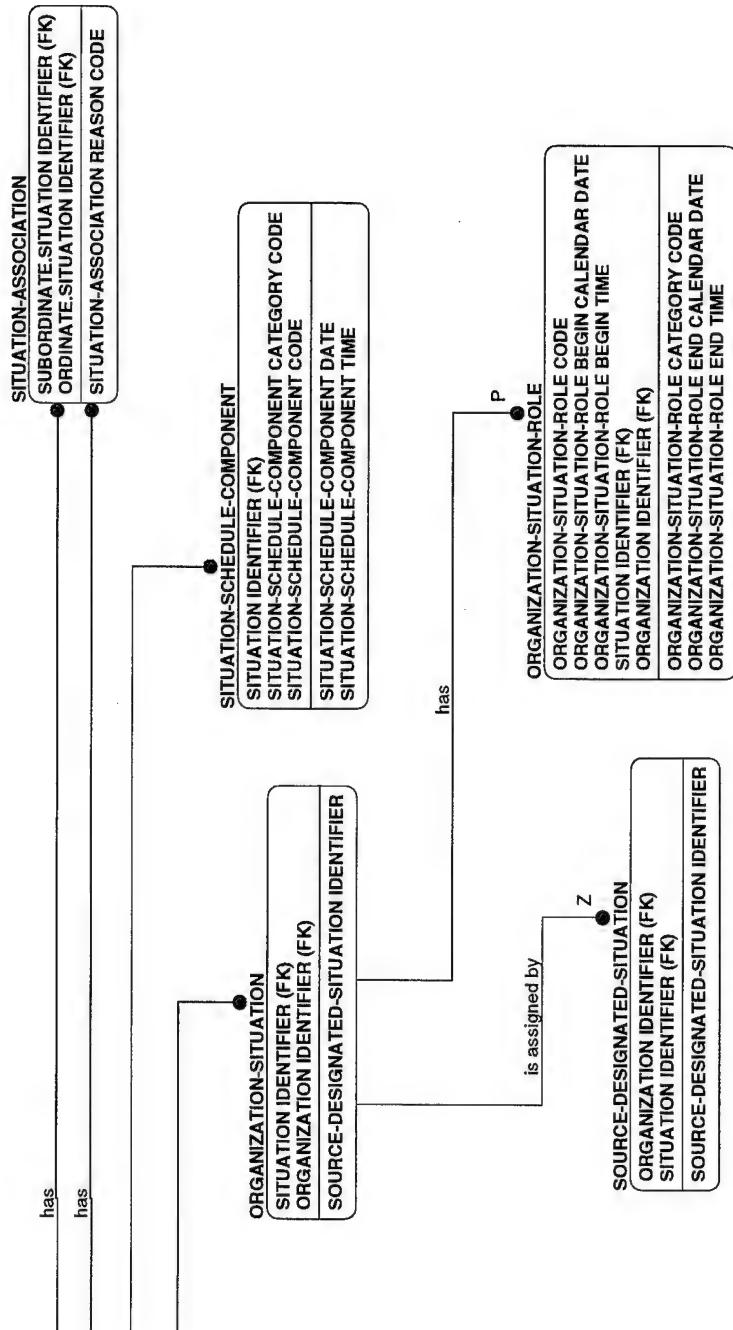 has
has
SITUATION-ASSOCIATION
SUBORDINATE.SITUATION IDENTIFIER (FK)
ORDINATE.SITUATION IDENTIFIER (FK)
SITUATION-ASSOCIATION REASON CODE
SITUATION-SCHEDULE-COMPONENT
SITUATION IDENTIFIER (FK)
SITUATION-SCHEDULE-COMPONENT CATEGORY CODE
SITUATION-SCHEDULE-COMPONENT CODE
SITUATION-SCHEDULE-COMPONENT DATE
SITUATION-SCHEDULE-COMPONENT TIME
ORGANIZATION-SITUATION
SITUATION IDENTIFIER (FK)
ORGANIZATION IDENTIFIER (FK)
SOURCE-DESIGNATED-SITUATION IDENTIFIER
has
P
ORGANIZATION-SITUATION-ROLE
ORGANIZATION-SITUATION-ROLE CODE
ORGANIZATION-SITUATION-ROLE BEGIN CALENDAR DATE
ORGANIZATION-SITUATION-ROLE BEGIN TIME
SITUATION IDENTIFIER (FK)
ORGANIZATION IDENTIFIER (FK)
ORGANIZATION-SITUATION-ROLE CATEGORY CODE
ORGANIZATION-SITUATION-ROLE END CALENDAR DATE
ORGANIZATION-SITUATION-ROLE END TIME
is assigned by
Z
SOURCE-DESIGNATED-SITUATION
ORGANIZATION IDENTIFIER (FK)
SITUATION IDENTIFIER (FK)
SOURCE-DESIGNATED-SITUATION IDENTIFIER